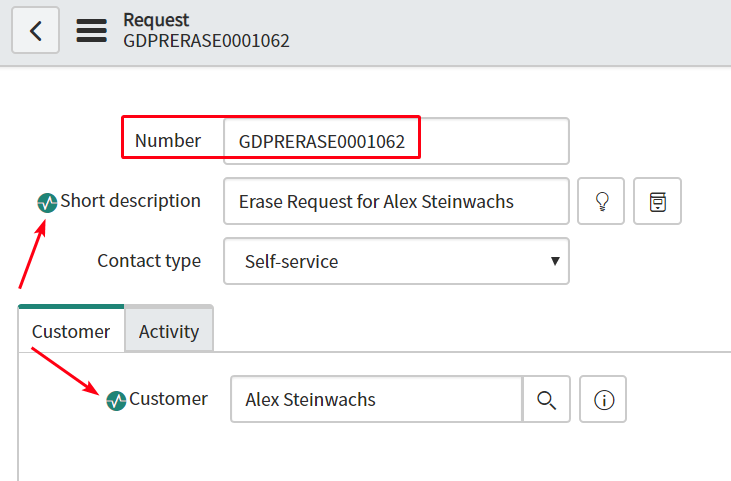 Request
GDPRERASE0001062
Number GDPRERASE0001062
Short description Erase Request for Alex Steinwachs
Contact type Self-service
Customer Activity
Customer Alex Steinwachs